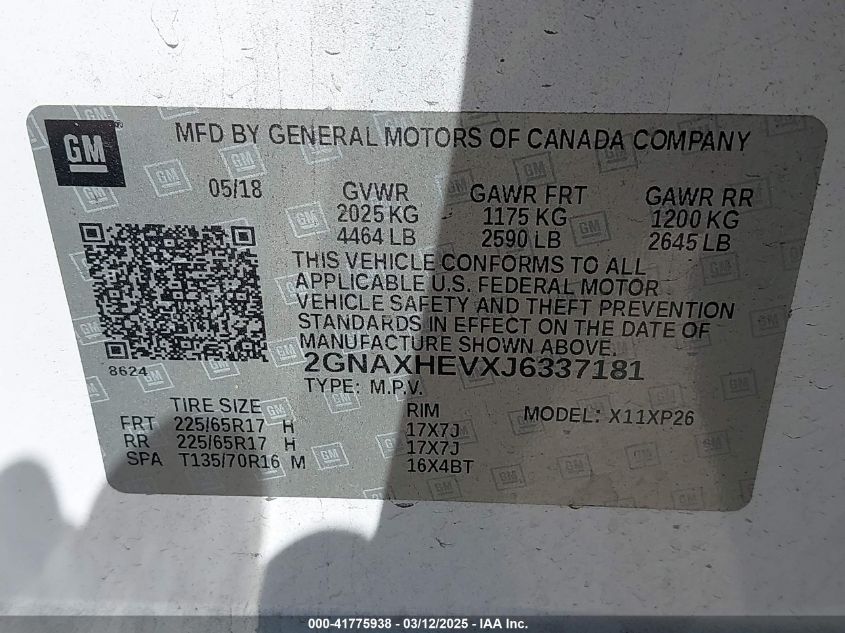 GM
MFD BY GENERAL MOTORS OF CANADA COMPANY
05/18 GVWR GAWR FRT GAWR RR
2025 KG 1175 KG 1200 KG
4464 LB 2590 LB 2645 LB
THIS VEHICLE CONFORMS TO ALL
APPLICABLE U.S. FEDERAL MOTOR
VEHICLE SAFETY AND THEFT PREVENTION
STANDARDS IN EFFECT ON THE DATE OF
MANUFACTURE SHOWN ABOVE.
8624 2GNAXHEVXJ6337181
TYPE: M.P.V.
TIRE SIZE RIM MODEL: X11XP26
FRT 225/65R17 H 17X7J
RR 225/65R17 H 17X7J
SPA T135/70R16 M 16X4BT
000-41775938 - 03/12/2025 - IAA, Inc.